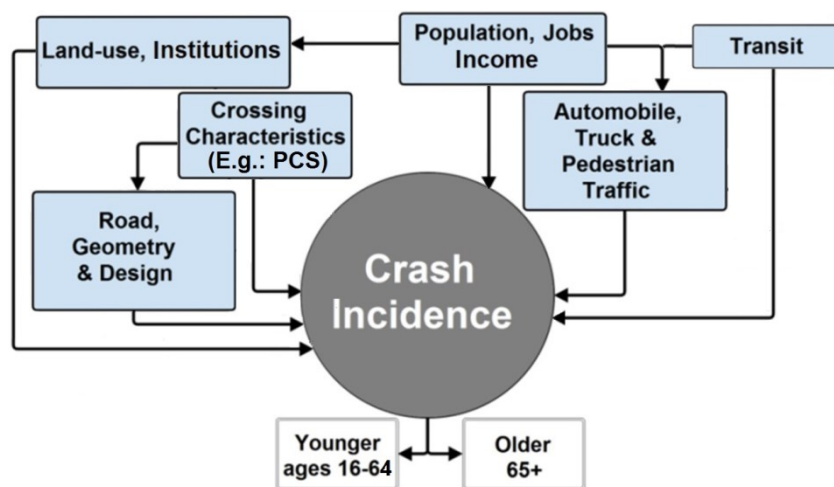 Land-use, Institutions
Population, Jobs
Income
Transit
Crossing
Characteristics
(E.g.: PCS)
Automobile,
Truck &
Pedestrian
Traffic
Road,
Geometry
& Design
Crash
Incidence
Younger
ages 16-64
Older
65+